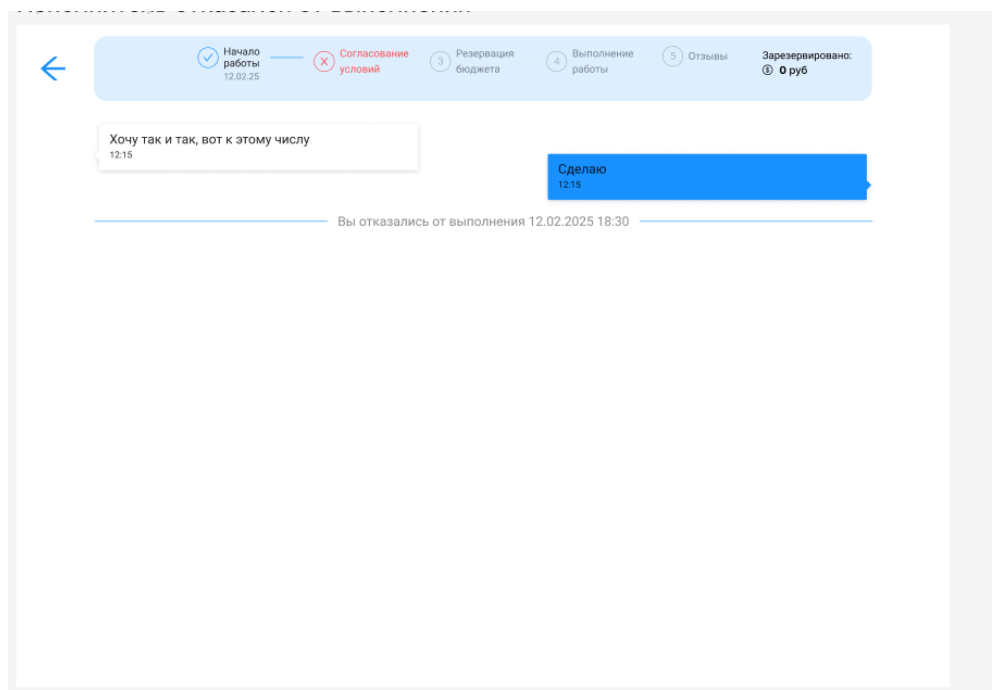 Начало
работы
12.02.25
Согласование
условий
3 Резервация
бюджета
4 Выполнение
работы
5 Отзывы
Зарезервировано:
0 руб
Хочу так и так, вот к этому числу
12:15
Сделаю
12:15
Вы отказались от выполнения 12.02.2025 18:30